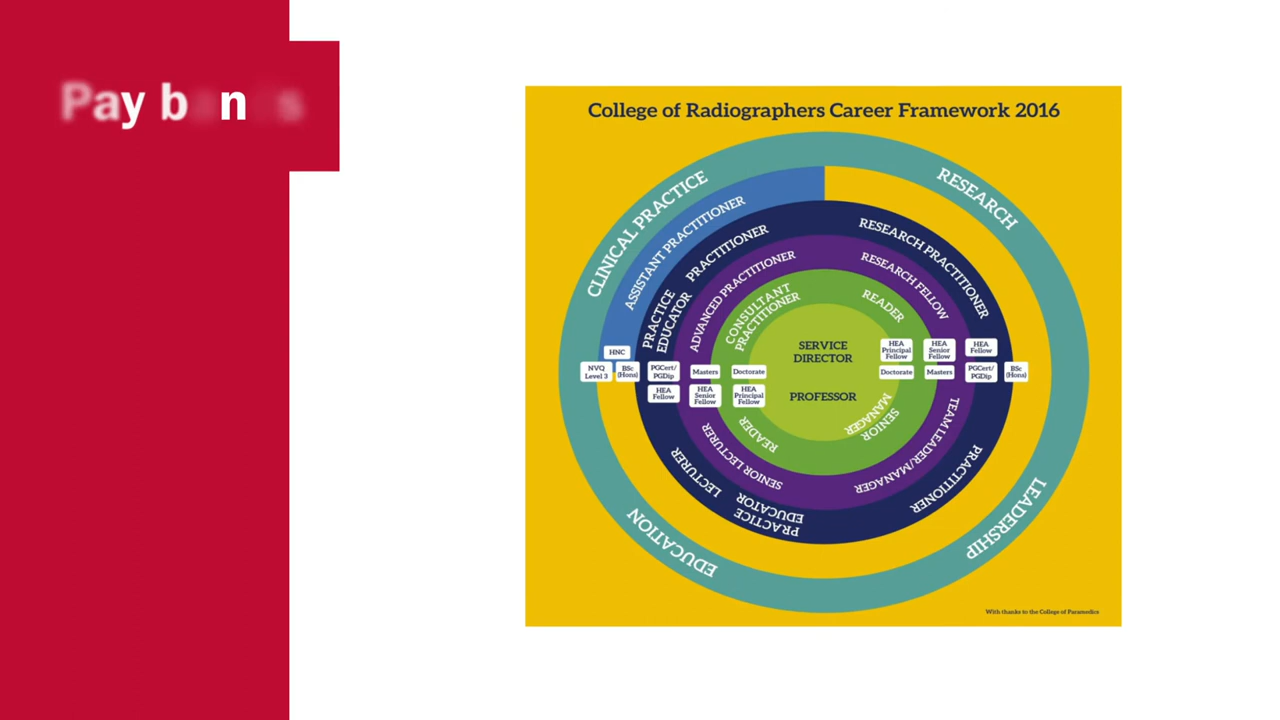 Pay bands
College of Radiographers Career Framework 2016
CLINICAL PRACTICE
RESEARCH
ASSISTANT PRACTITIONER
PRACTITIONER
RESEARCH PRACTITIONER
PRACTICE
EDUCATOR
ADVANCED PRACTITIONER
RESEARCH FELLOW
CONSULTANT
PRACTITIONER
READER
SERVICE
DIRECTOR
PROFESSOR
HNC
NVQ
Level 3
BSc
(Hons)
PGCert/
PGDip
HEA
Fellow
Masters
HEA
Senior
Fellow
Doctorate
HEA
Principal
Fellow
HEA
Principal
Fellow
Doctorate
HEA
Senior
Fellow
Masters
HEA
Fellow
PGCert/
PGDip
BSc
(Hons)
READER
SENIOR
MANAGER
SENIOR LECTURER
TEAM LEADER/MANAGER
LECTURER
PRACTICE
EDUCATOR
PRACTITIONER
EDUCATION
LEADERSHIP
With thanks to the College of Paramedics